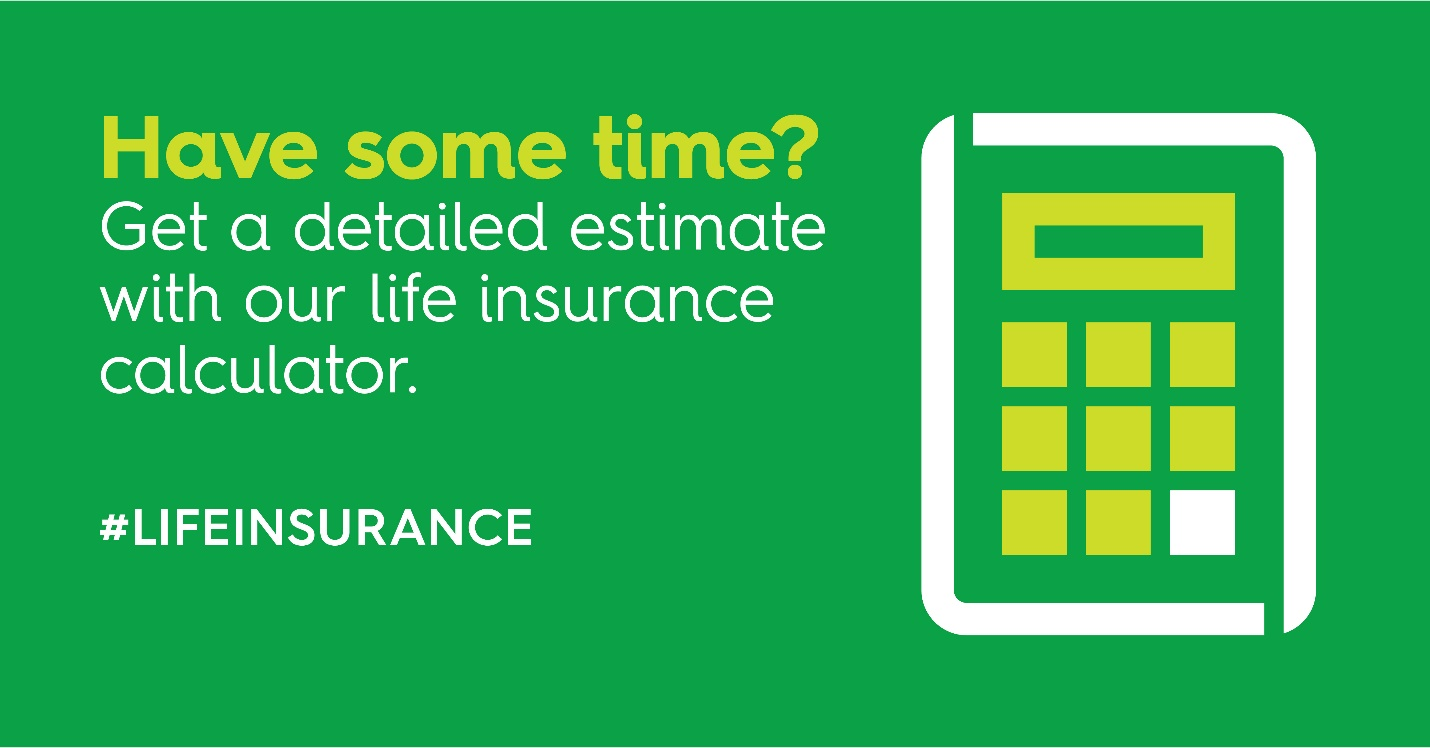 Have some time?
Get a detailed estimate
with our life insurance
calculator.
#LIFEINSURANCE